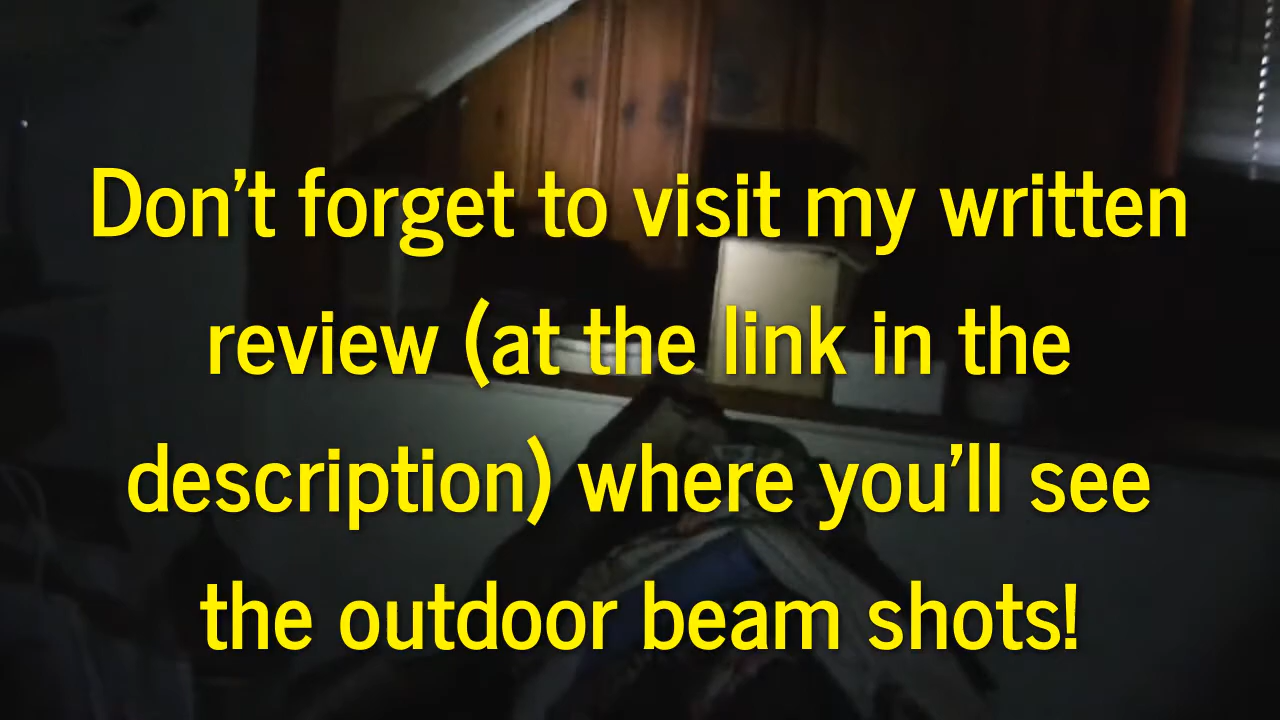 Don't forget to visit my written
review (at the link in the
description) where you'll see
the outdoor beam shots!